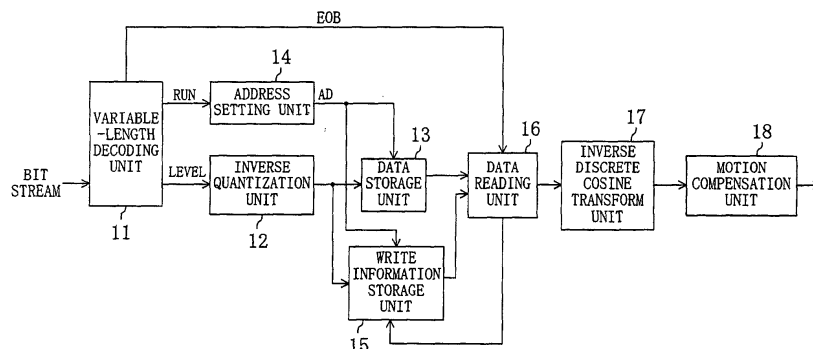 EOB
14
RUN
ADDRESS
SETTING UNIT
AD
VARIABLE
-LENGTH
DECODING
UNIT
13
16
17
18
BIT
STREAM
LEVEL
INVERSE
QUANTIZATION
UNIT
DATA
STORAGE
UNIT
DATA
READING
UNIT
INVERSE
DISCRETE
COSINE
TRANSFORM
UNIT
MOTION
COMPENSATION
UNIT
11
12
WRITE
INFORMATION
STORAGE
UNIT
15